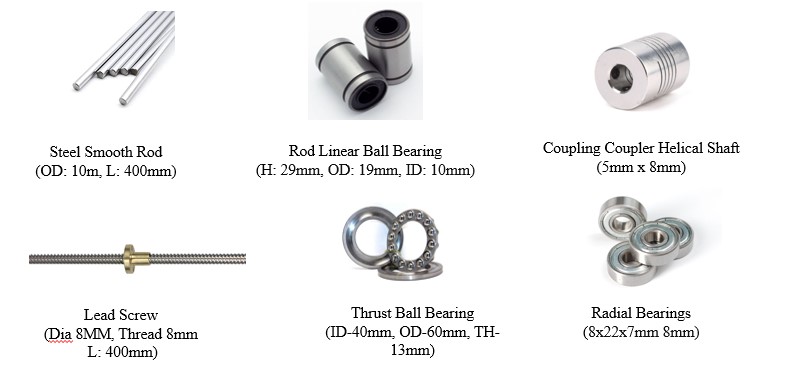 Steel Smooth Rod
(OD: 10m, L: 400mm)
Rod Linear Ball Bearing
(H: 29mm, OD: 19mm, ID: 10mm)
Coupling Coupler Helical Shaft
(5mm x 8mm)
Lead Screw
(Dia 8MM, Thread 8mm
L: 400mm)
Thrust Ball Bearing
(ID-40mm, OD-60mm, TH-
13mm)
Radial Bearings
(8x22x7mm 8mm)